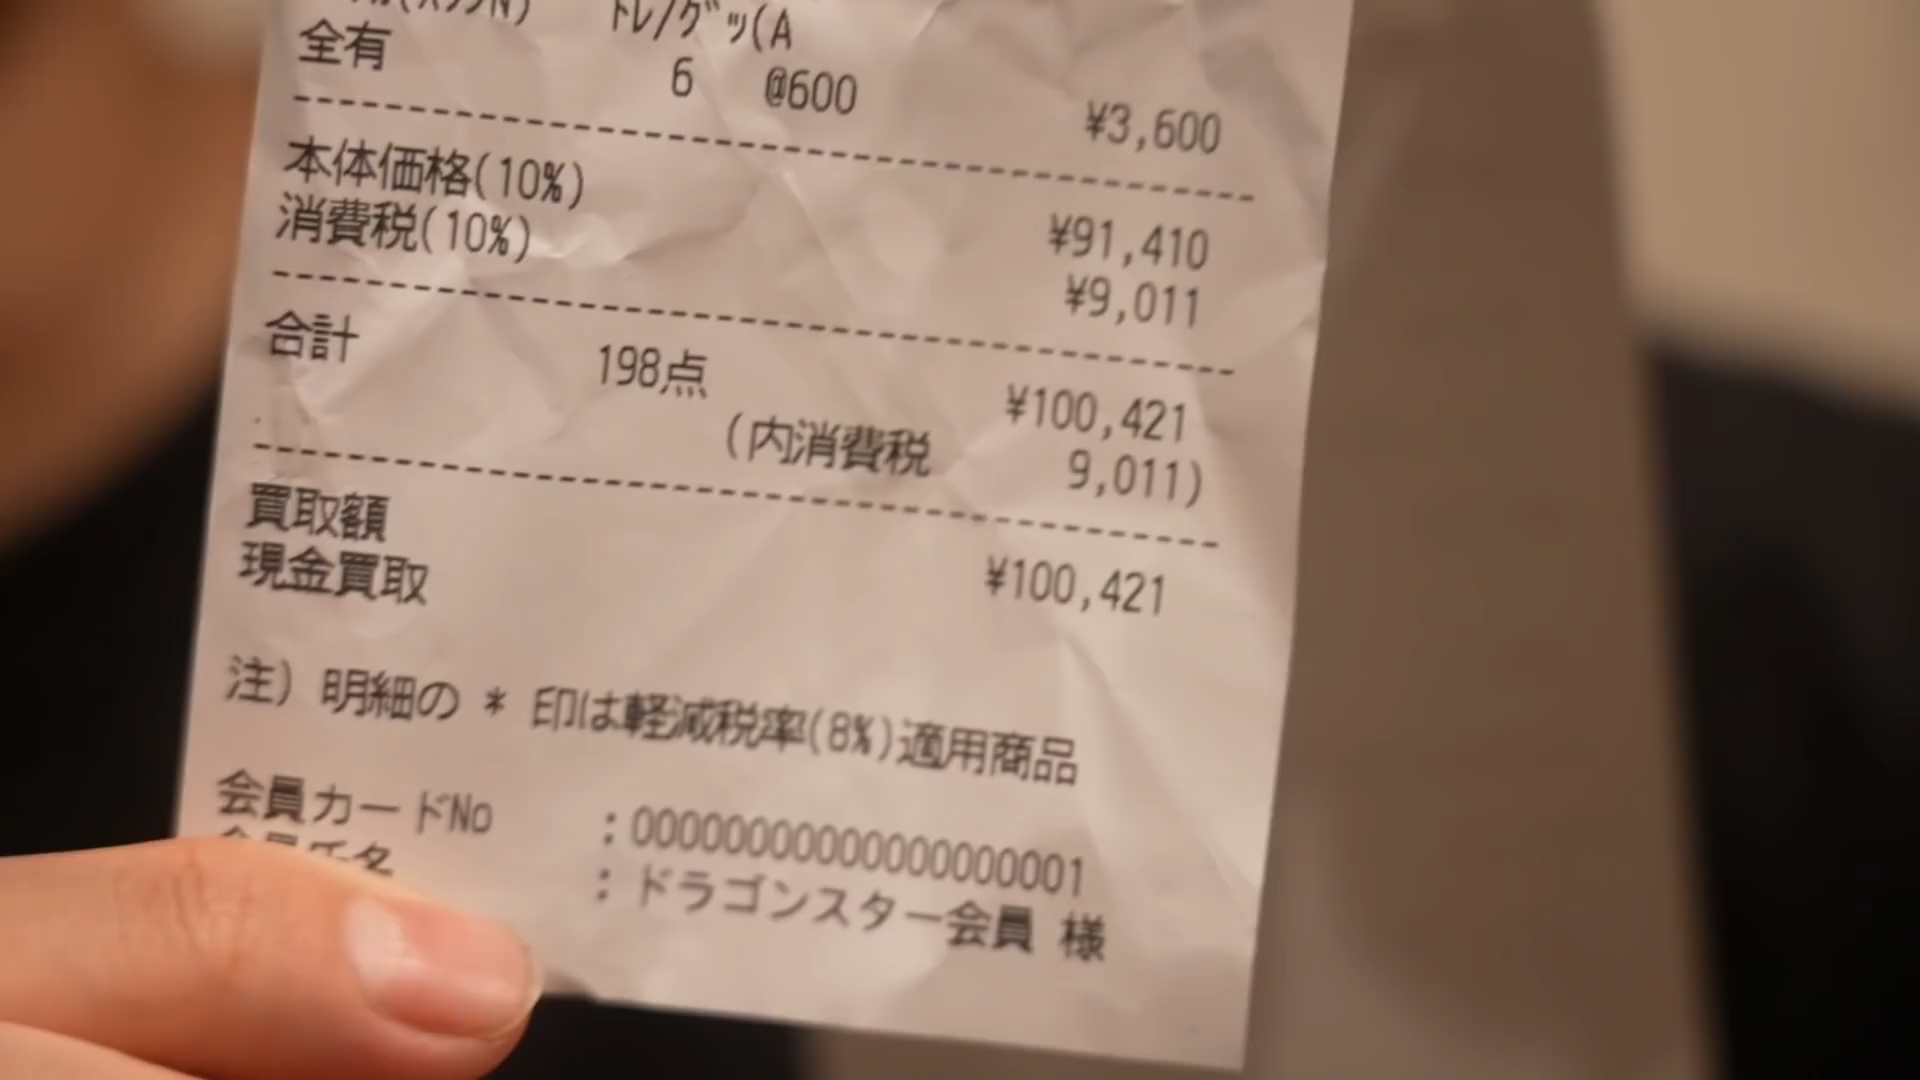 ﾄﾚ/ｸﾞｯ(A
全有 6 @600 ¥3,600
本体価格(10%) ¥91,410
消費税(10%) ¥9,011
合計 198点 ¥100,421
(内消費税 9,011)
買取額 ¥100,421
現金買取
注) 明細の * 印は軽減税率(8%)適用商品
会員カードNo :00000000000000000001
会員氏名 :ドラゴンスター会員 様